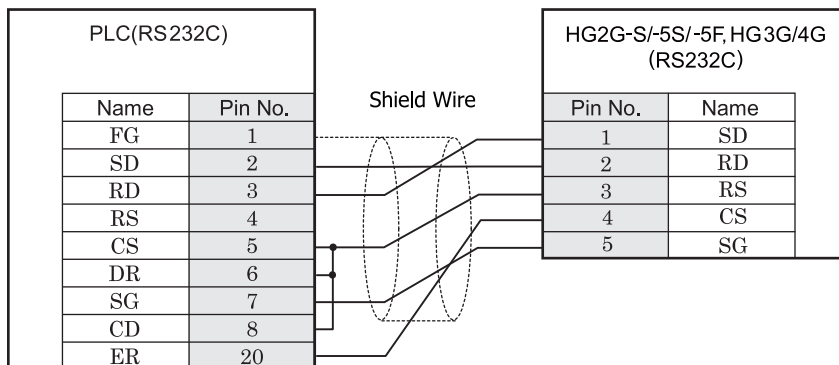 PLC(RS232C)
Name Pin No.
FG 1
SD 2
RD 3
RS 4
CS 5
DR 6
SG 7
CD 8
ER 20
Shield Wire
HG2G-S/-5S/-5F, HG3G/4G
(RS232C)
Pin No. Name
1 SD
2 RD
3 RS
4 CS
5 SG